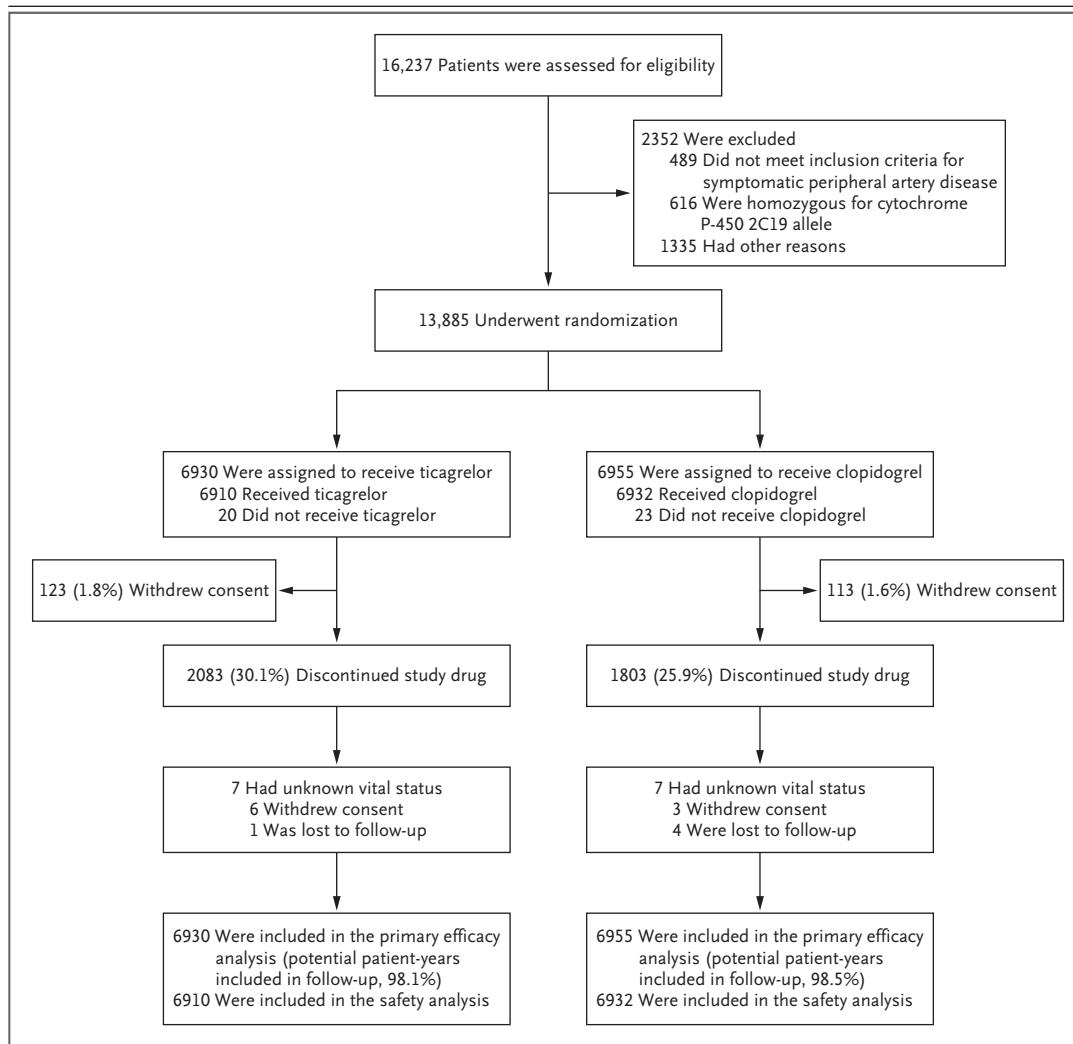 16,237 Patients were assessed for eligibility
2352 Were excluded
489 Did not meet inclusion criteria for
symptomatic peripheral artery disease
616 Were homozygous for cytochrome
P-450 2C19 allele
1335 Had other reasons
13,885 Underwent randomization
6930 Were assigned to receive ticagrelor
6910 Received ticagrelor
20 Did not receive ticagrelor
6955 Were assigned to receive clopidogrel
6932 Received clopidogrel
23 Did not receive clopidogrel
123 (1.8%) Withdrew consent
113 (1.6%) Withdrew consent
2083 (30.1%) Discontinued study drug
1803 (25.9%) Discontinued study drug
7 Had unknown vital status
6 Withdrew consent
1 Was lost to follow-up
7 Had unknown vital status
3 Withdrew consent
4 Were lost to follow-up
6930 Were included in the primary efficacy
analysis (potential patient-years
included in follow-up, 98.1%)
6910 Were included in the safety analysis
6955 Were included in the primary efficacy
analysis (potential patient-years
included in follow-up, 98.5%)
6932 Were included in the safety analysis